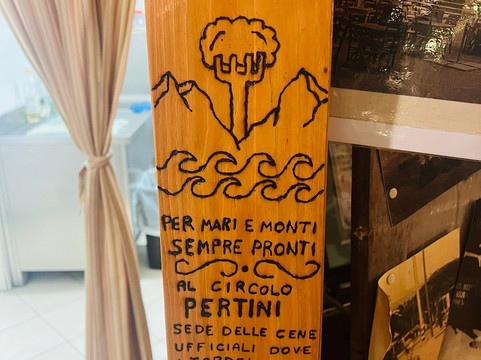 PER MARI E MONTI
SEMPRE PRONTI
AL CIRCOLO
PERTINI
SEDE DELLE CENE
UFFICIALI DOVE